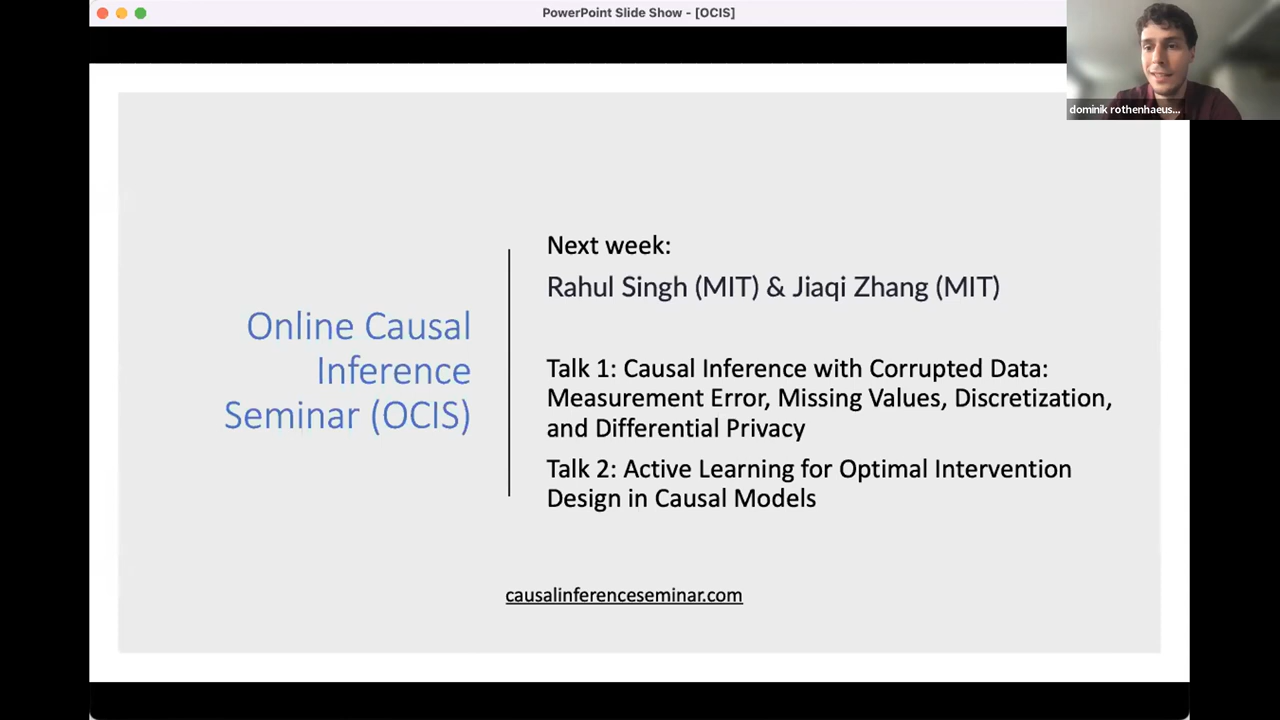 PowerPoint Slide Show - [OCIS]
dominik rothenhaeus...
Online Causal
Inference
Seminar (OCIS)
Next week:
Rahul Singh (MIT) & Jiaqi Zhang (MIT)
Talk 1: Causal Inference with Corrupted Data:
Measurement Error, Missing Values, Discretization,
and Differential Privacy
Talk 2: Active Learning for Optimal Intervention
Design in Causal Models
causalinferenceseminar.com